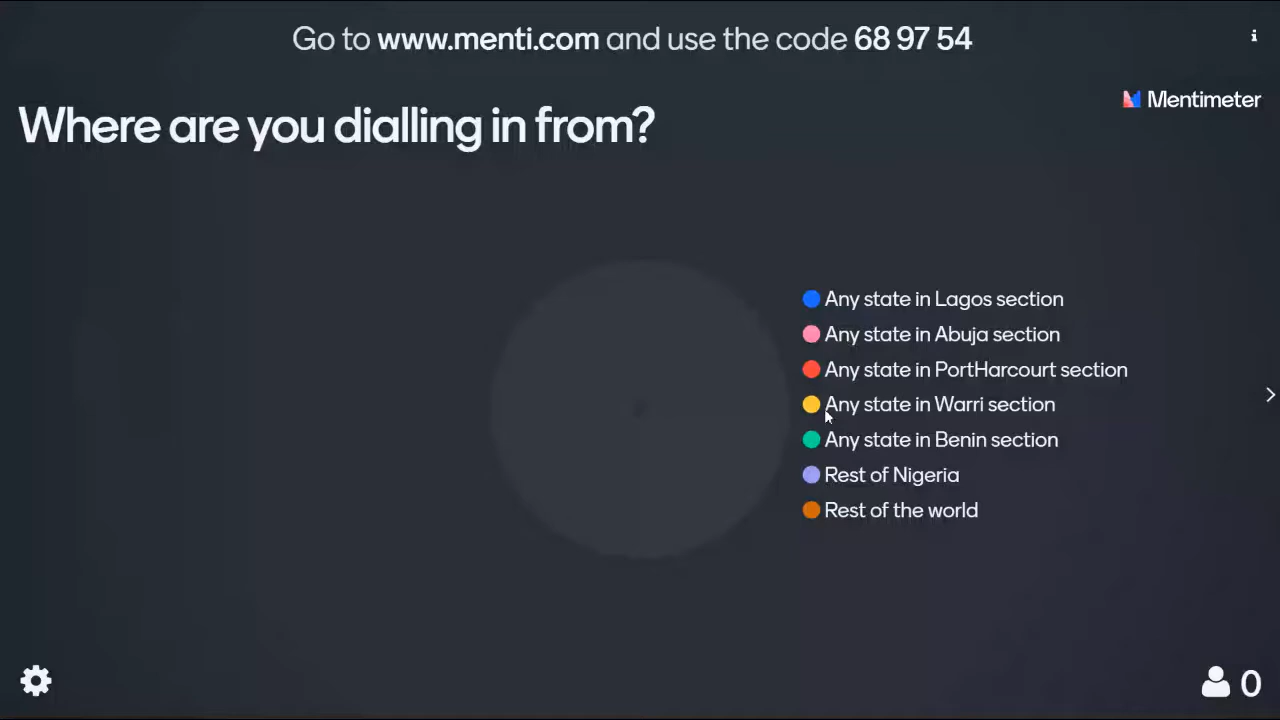 Go to www.menti.com and use the code 68 97 54
i
Mentimeter
Where are you dialling in from?
Any state in Lagos section
Any state in Abuja section
Any state in PortHarcourt section
Any state in Warri section
Any state in Benin section
Rest of Nigeria
Rest of the world
0